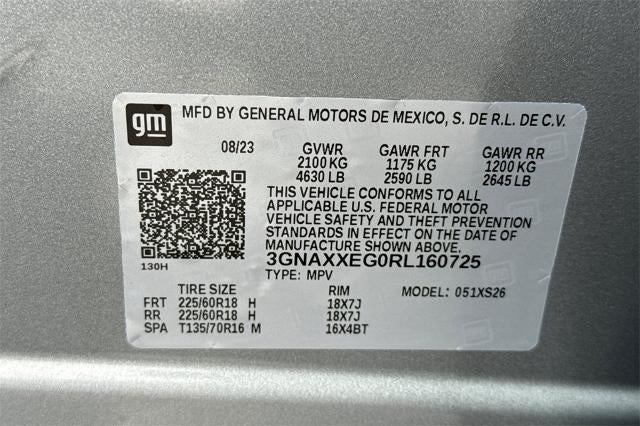 gm
MFD BY GENERAL MOTORS DE MEXICO, S. DE R.L. DE C.V.
08/23 GVWR GAWR FRT GAWR RR
2100 KG 1175 KG 1200 KG
4630 LB 2590 LB 2645 LB
THIS VEHICLE CONFORMS TO ALL
APPLICABLE U.S. FEDERAL MOTOR
VEHICLE SAFETY AND THEFT PREVENTION
STANDARDS IN EFFECT ON THE DATE OF
MANUFACTURE SHOWN ABOVE.
130H
3GNAXXEG0RL160725
TYPE: MPV
TIRE SIZE RIM MODEL: 051XS26
FRT 225/60R18 H 18X7J
RR 225/60R18 H 18X7J
SPA T135/70R16 M 16X4BT